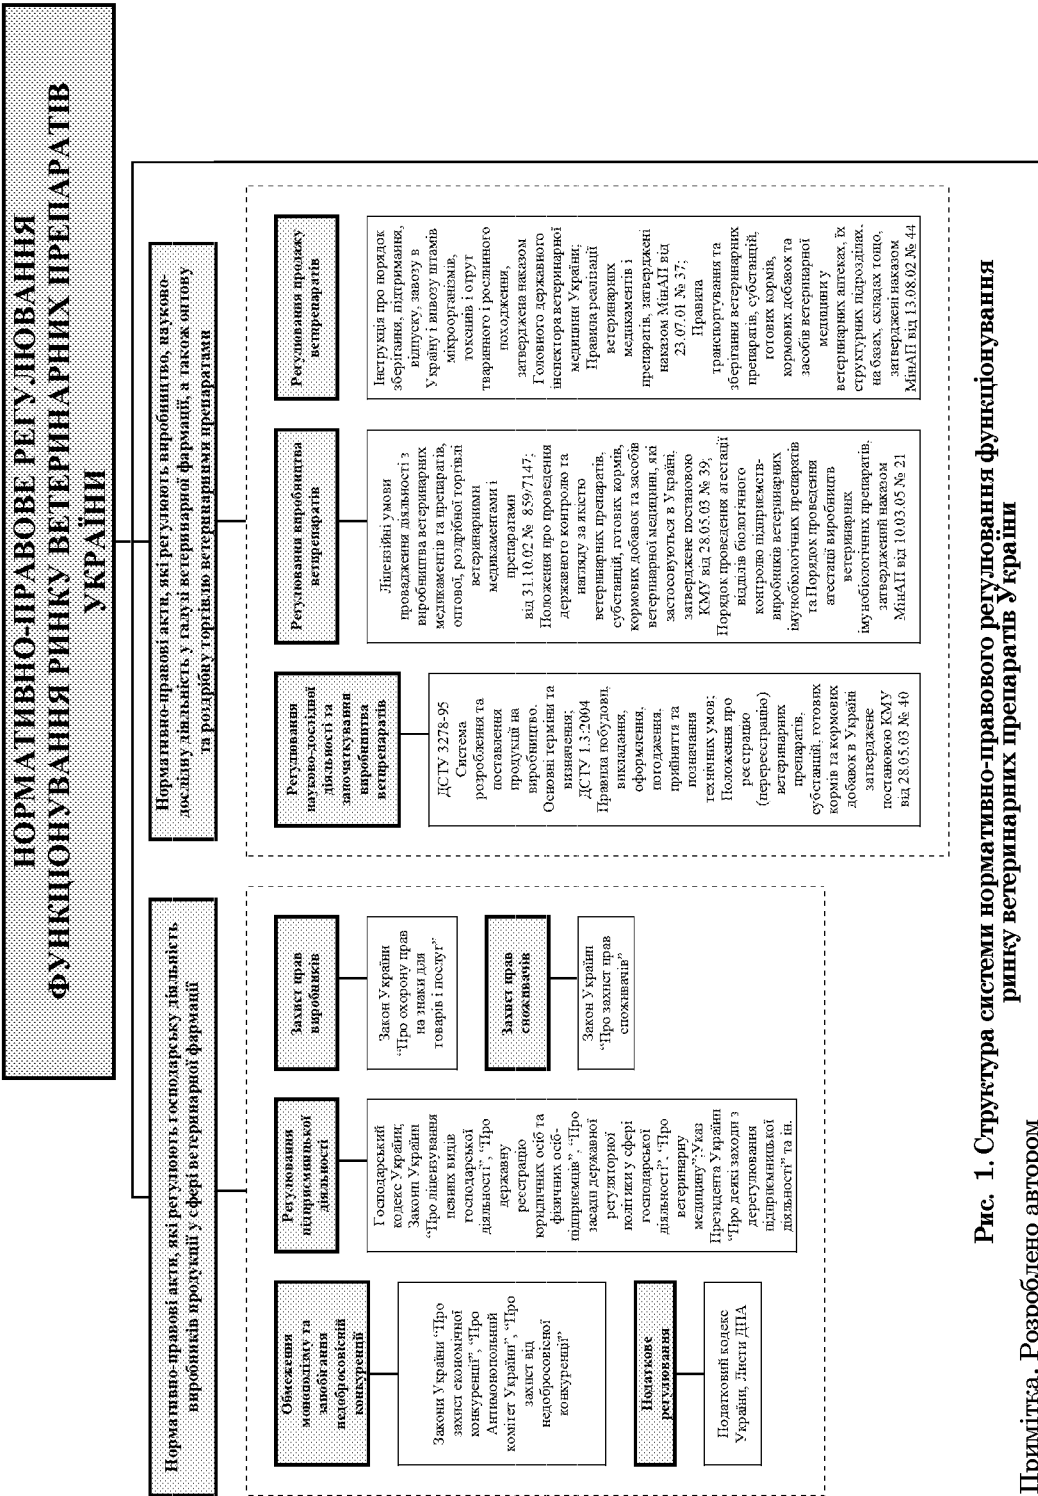 НОРМАТИВНО-ПРАВОВЕ РЕГУЛЮВАННЯ
ФУНКЦІОНУВАННЯ РИНКУ ВЕТЕРИНАРНИХ ПРЕПАРАТІВ
УКРАЇНИ
Нормативно-правові акти, які регулюють господарську діяльність
виробників продукції у сфері ветеринарної фармації
Обмеження
монополізму та
запобігання
недобросовісній
конкуренції
Закони України “Про
захист економічної
конкуренції”, “Про
Антимонопольний
комітет України”, “Про
захист від
недобросовісної
конкуренції”
Податкове
регулювання
Податковий кодекс
України, Листи ДПА
Регулювання
підприємницької
діяльності
Господарський
кодекс України;
Закони України
“Про ліцензування
певних видів
господарської
діяльності”, “Про
державну
реєстрацію
юридичних осіб та
фізичних осіб-
підприємців”, “Про
засади державної
регуляторної
політики у сфері
господарської
діяльності”, “Про
ветеринарну
медицину”;Указ
Президента України
“Про деякі заходи з
дерегулювання
підприємницької
діяльності” та ін.
Захист прав
виробників
Закон України
“Про охорону прав
на знаки для
товарів і послуг”
Захист прав
споживачів
Закон України
“Про захист прав
споживачів”
Нормативно-правові акти, які регулюють виробництво, науково-
дослідну діяльність у галузі ветеринарної фармації, а також оптову
та роздрібну торгівлю ветеринарними препаратами
Регулювання
науково-дослідної
діяльності та
започаткування
виробництва
ветпрепаратів
ДСТУ 3278-95
Система
розроблення та
поставлення
продукції на
виробництво.
Основні терміни та
визначення;
ДСТУ 1.3:2004
Правила побудови,
викладання,
оформлення,
погодження,
прийняття та
позначання
технічних умов;
Положення про
реєстрацію
(перереєстрацію)
ветеринарних
препаратів,
субстанцій, готових
кормів та кормових
добавок в Україні
затверджене
постановою КМУ
від 28.05.03 № 40
Регулювання виробництва
ветпрепаратів
Ліцензійні умови
провадження діяльності з
виробництва ветеринарних
медикаментів та препаратів,
оптової, роздрібної торгівлі
ветеринарними
медикаментами і
препаратами
від 31.10.02 № 859/7147;
Положення про проведення
державного контролю та
нагляду за якістю
ветеринарних препаратів,
субстанцій, готових кормів,
кормових добавок та засобів
ветеринарної медицини, які
застосовуються в Україні,
затверджене постановою
КМУ від 28.05.03 № 39;
Порядок проведення атестації
відділів біологічного
контролю підприємств-
виробників ветеринарних
імунобіологічних препаратів
та Порядок проведення
атестації виробництв
ветеринарних
імунобіологічних препаратів,
затверджений наказом
МінАП від 10.03.05 № 21
Регулювання продажу
ветпрепаратів
Інструкція про порядок
зберігання, підтримання,
відпуску, завозу в
Україну і вивозу штамів
мікроорганізмів,
токсинів і отрут
тваринного і рослинного
походження,
затверджена наказом
Головного державного
інспектора ветеринарної
медицини України;
Правила реалізації
ветеринарних
медикаментів і
препаратів, затверджені
наказом МінАП від
23.07.01 № 37;
Правила
транспортування та
зберігання ветеринарних
препаратів, субстанцій,
готових кормів,
кормових добавок та
засобів ветеринарної
медицини у
ветеринарних аптеках, їх
структурних підрозділах,
на базах, складах тощо,
затверджені наказом
МінАП від 13.08.02 № 44
Рис. 1. Структура системи нормативно-правового регулювання функціонування
ринку ветеринарних препаратів України
Примітка. Розроблено автором